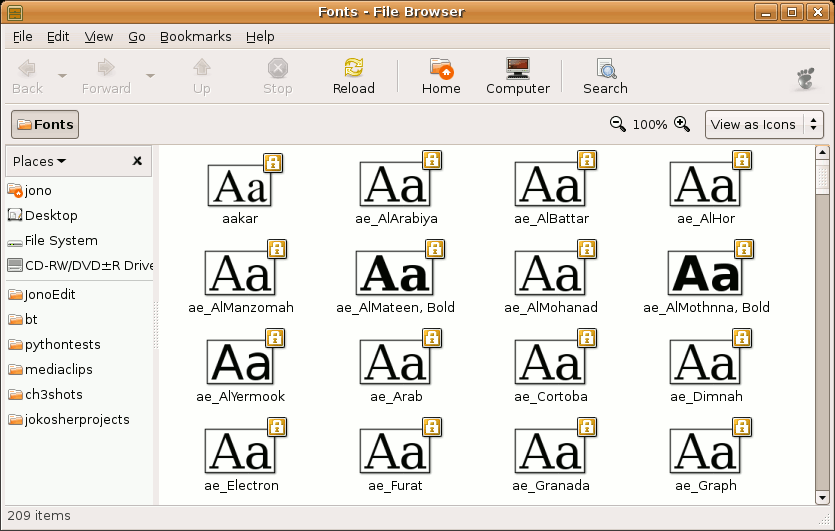 Fonts - File Browser
File Edit View Go Bookmarks Help
Back Forward Up Stop Reload Home Computer Search
Fonts 100% View as Icons
Places
jono
Desktop
File System
CD-RW/DVD±R Drive
JonoEdit
bt
pythontests
mediaclips
ch3shots
jokosherprojects
Aa Aa Aa Aa
aakar ae_AlArabiya ae_AlBattar ae_AlHor
Aa Aa Aa Aa
ae_AlManzomah ae_AlMateen, Bold ae_AlMohanad ae_AlMothnna, Bold
Aa Aa Aa Aa
ae_AlYermook ae_Arab ae_Cortoba ae_Dimnah
Aa Aa Aa Aa
ae_Electron ae_Furat ae_Granada ae_Graph
209 items